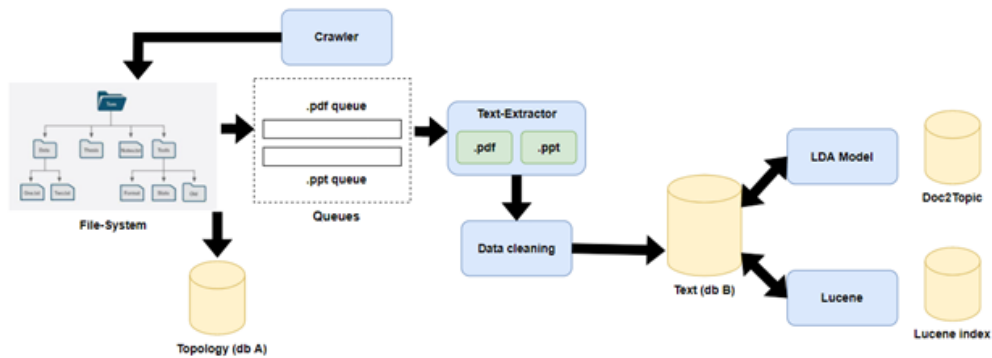 Crawler
.pdf queue
.ppt queue
Queues
File-System
Topology (db A)
Text-Extractor
.pdf
.ppt
Data cleaning
Text (db B)
LDA Model
Doc2Topic
Lucene
Lucene index